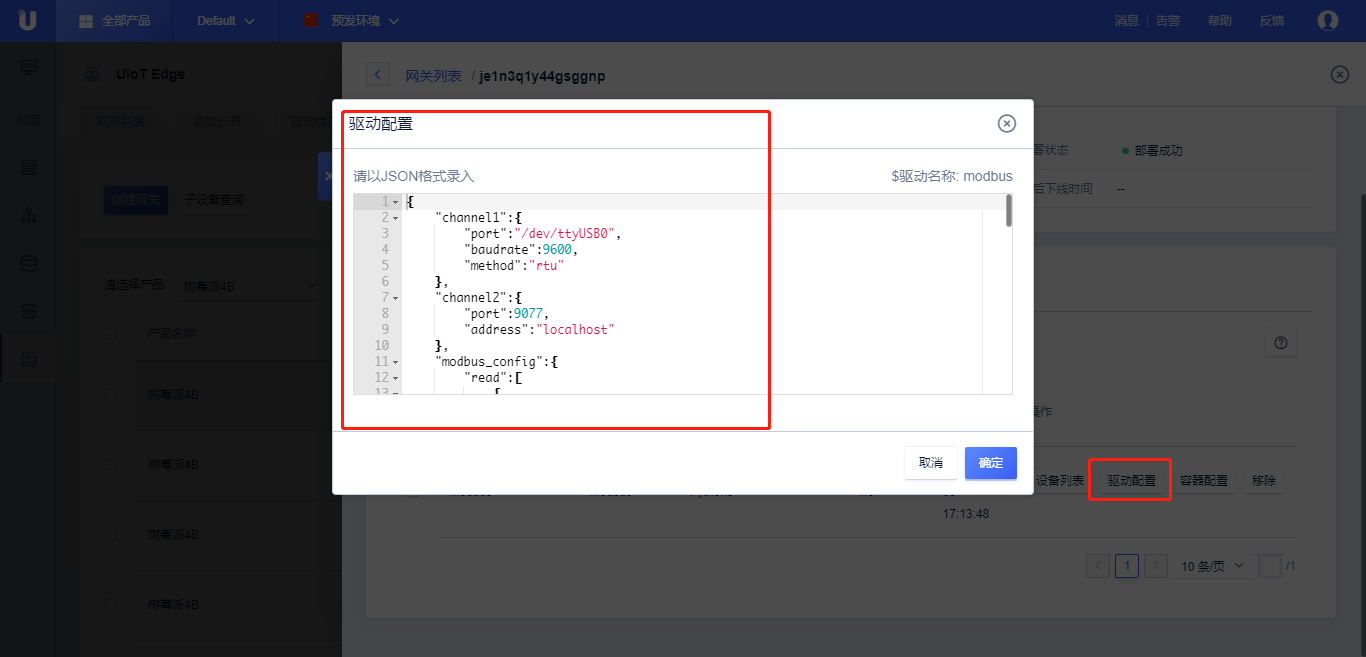 全部产品
Default
预发环境
消息
告警
帮助
反馈
UIoT Edge
网关列表 / je1n3q1y44gsggnp
网关列表
函数计算
创建网关
子设备查询
请选择产品
树莓派4B
产品名称
树莓派4B
树莓派4B
树莓派4B
树莓派4B
署状态
部署成功
后下线时间
--
驱动配置
请以JSON格式录入
$驱动名称: modbus
1 {
2 "channel1":{
3 "port":"/dev/ttyUSB0",
4 "baudrate":9600,
5 "method":"rtu"
6 },
7 "channel2":{
8 "port":9077,
9 "address":"localhost"
10 },
11 "modbus_config":{
12 "read":[
13 {
取消
确定
操作
设备列表
驱动配置
容器配置
移除
17:13:48
1
10 条/页
/1